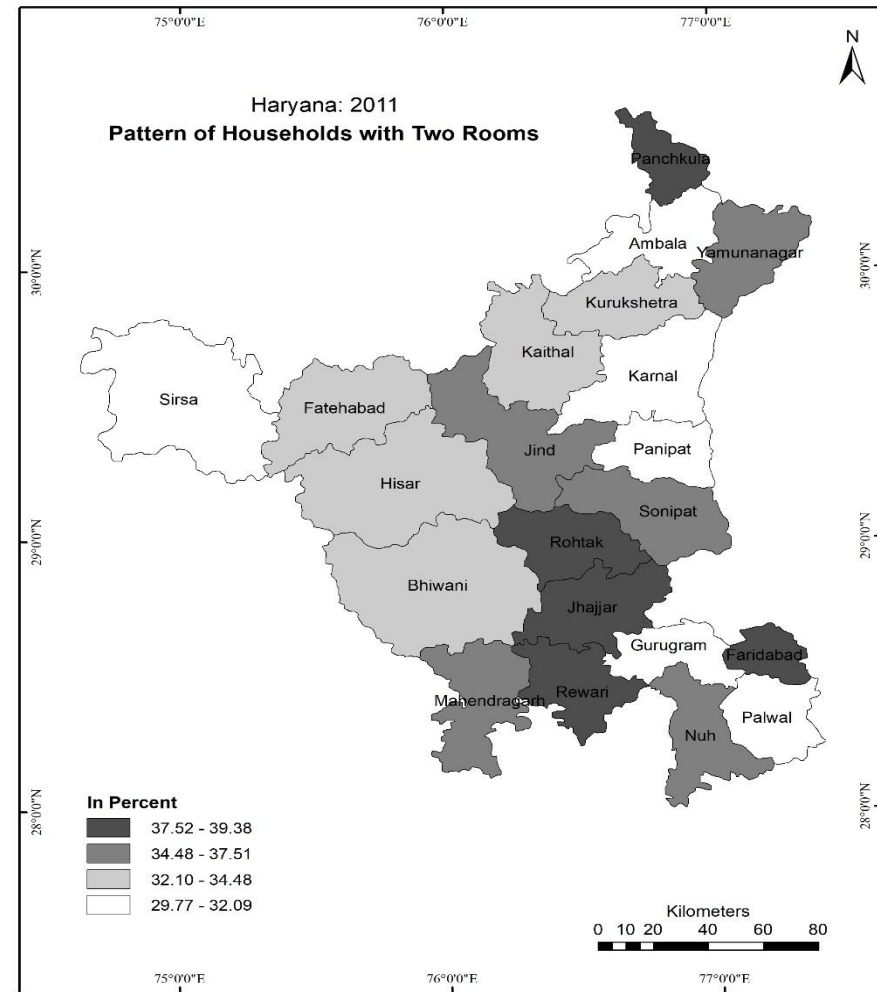 75°0'0"E 76°0'0"E 77°0'0"E
N
Haryana: 2011
Pattern of Households with Two Rooms
Panchkula
Ambala
Yamunanagar
30°0'0"N 30°0'0"N
Kurukshetra
Kaithal
Karnal
Sirsa
Fatehabad
Jind
Panipat
Hisar
Sonipat
29°0'0"N 29°0'0"N
Rohtak
Bhiwani
Jhajjar
Gurugram
Faridabad
Rewari
Mahendragarh
Palwal
Nuh
28°0'0"N 28°0'0"N
In Percent
37.52 - 39.38
34.48 - 37.51
32.10 - 34.48
29.77 - 32.09
Kilometers
0 10 20 40 60 80
75°0'0"E 76°0'0"E 77°0'0"E